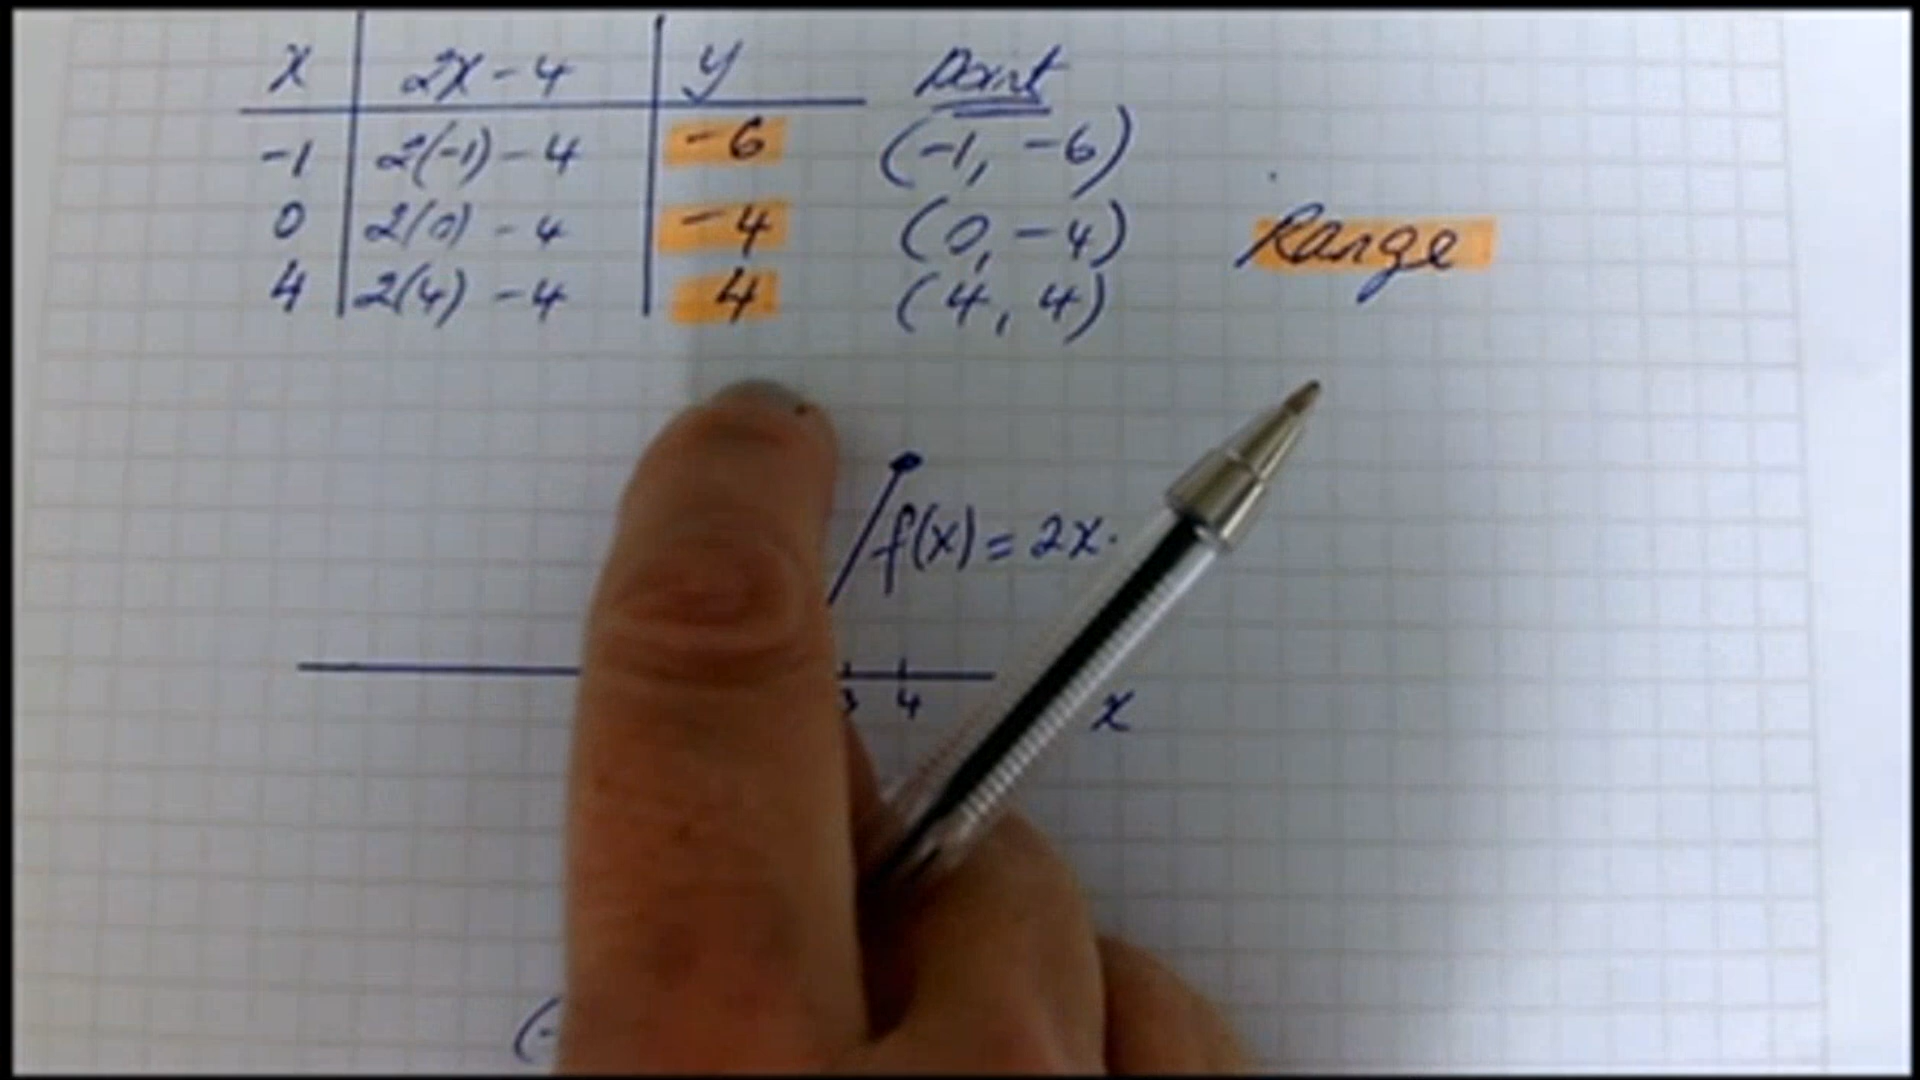 x 2x - 4 y Point
-1 2(-1) - 4 -6 (-1, -6)
0 2(0) - 4 -4 (0, -4) Range
4 2(4) - 4 4 (4, 4)
f(x) = 2x
3 4 x
(-